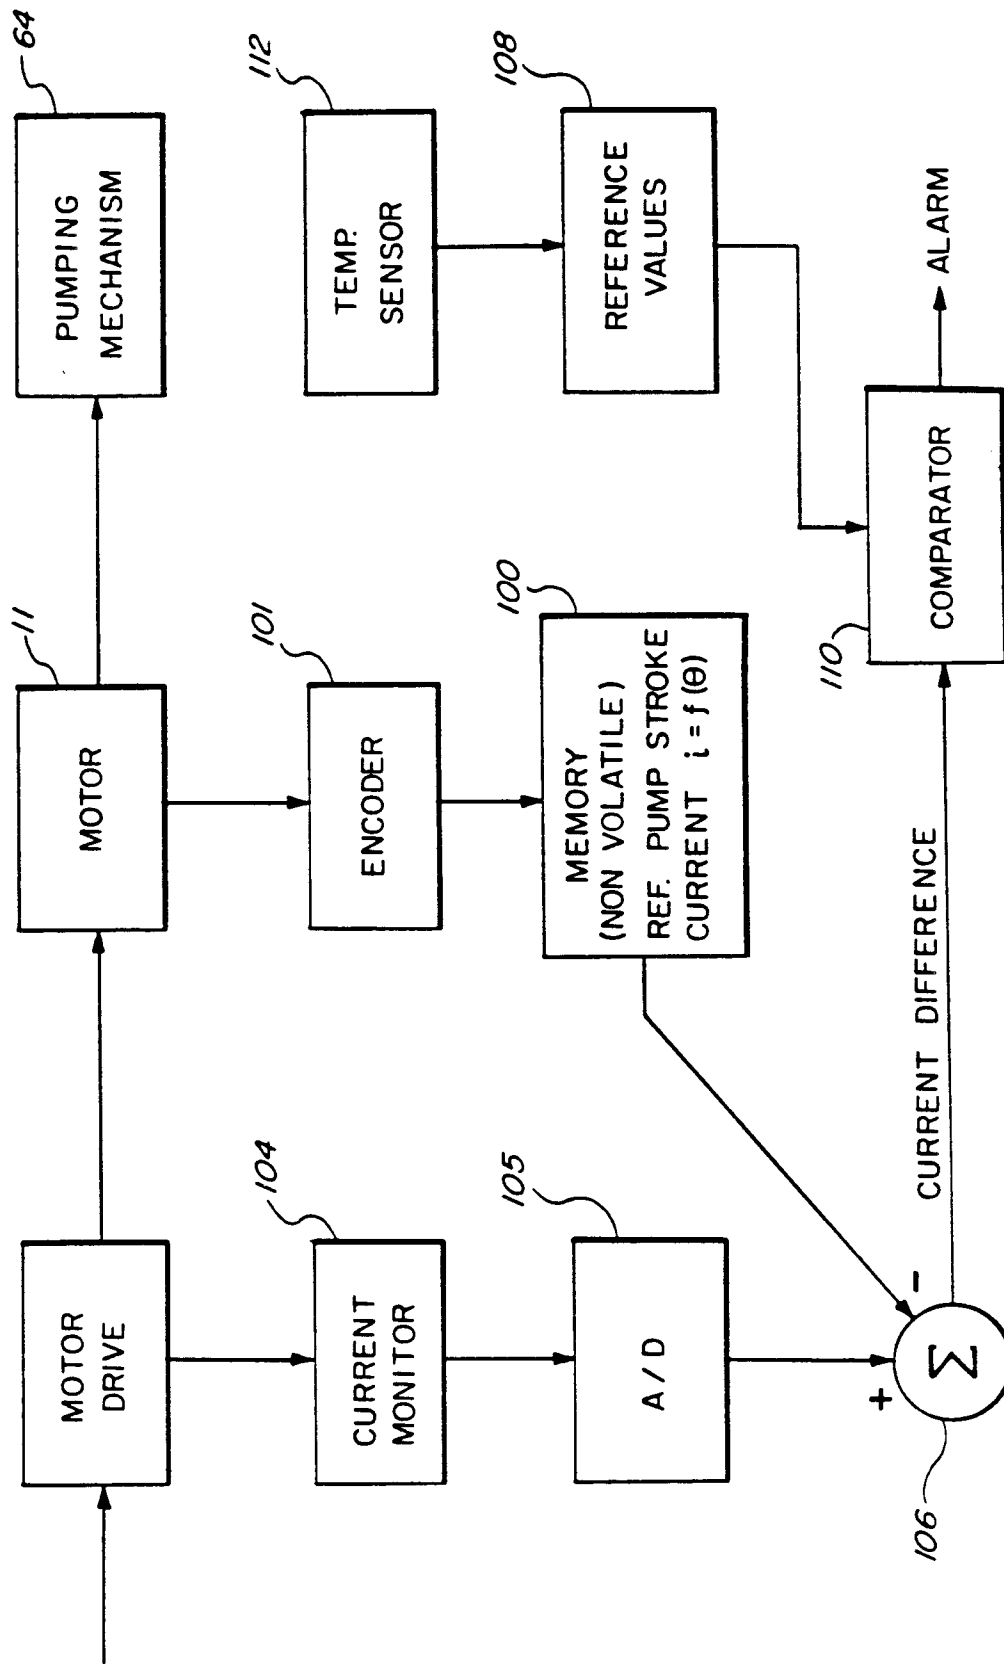 MOTOR
DRIVE
11
MOTOR
64
PUMPING
MECHANISM
104
CURRENT
MONITOR
101
ENCODER
112
TEMP.
SENSOR
105
A/D
100
MEMORY
(NON VOLATILE)
REF. PUMP STROKE
CURRENT i = f(θ)
108
REFERENCE
VALUES
+
-
Σ
106
CURRENT DIFFERENCE
110
COMPARATOR
ALARM